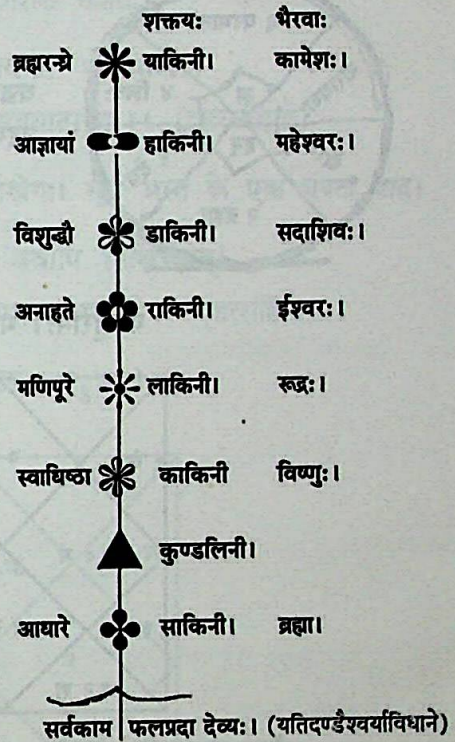 शक्तयः भैरवाः
ब्रह्मरन्ध्रे याकिनी। कामेशः।
आज्ञायां हाकिनी। महेश्वरः।
विशुद्धौ डाकिनी। सदाशिवः।
अनाहते राकिनी। ईश्वरः।
मणिपूरे लाकिनी। रूद्रः।
स्वाधिष्ठा काकिनी विष्णुः।
कुण्डलिनी।
आधारे साकिनी। ब्रह्मा।
सर्वकाम फलप्रदा देव्यः। (यतिदण्डैश्वर्याविधाने)